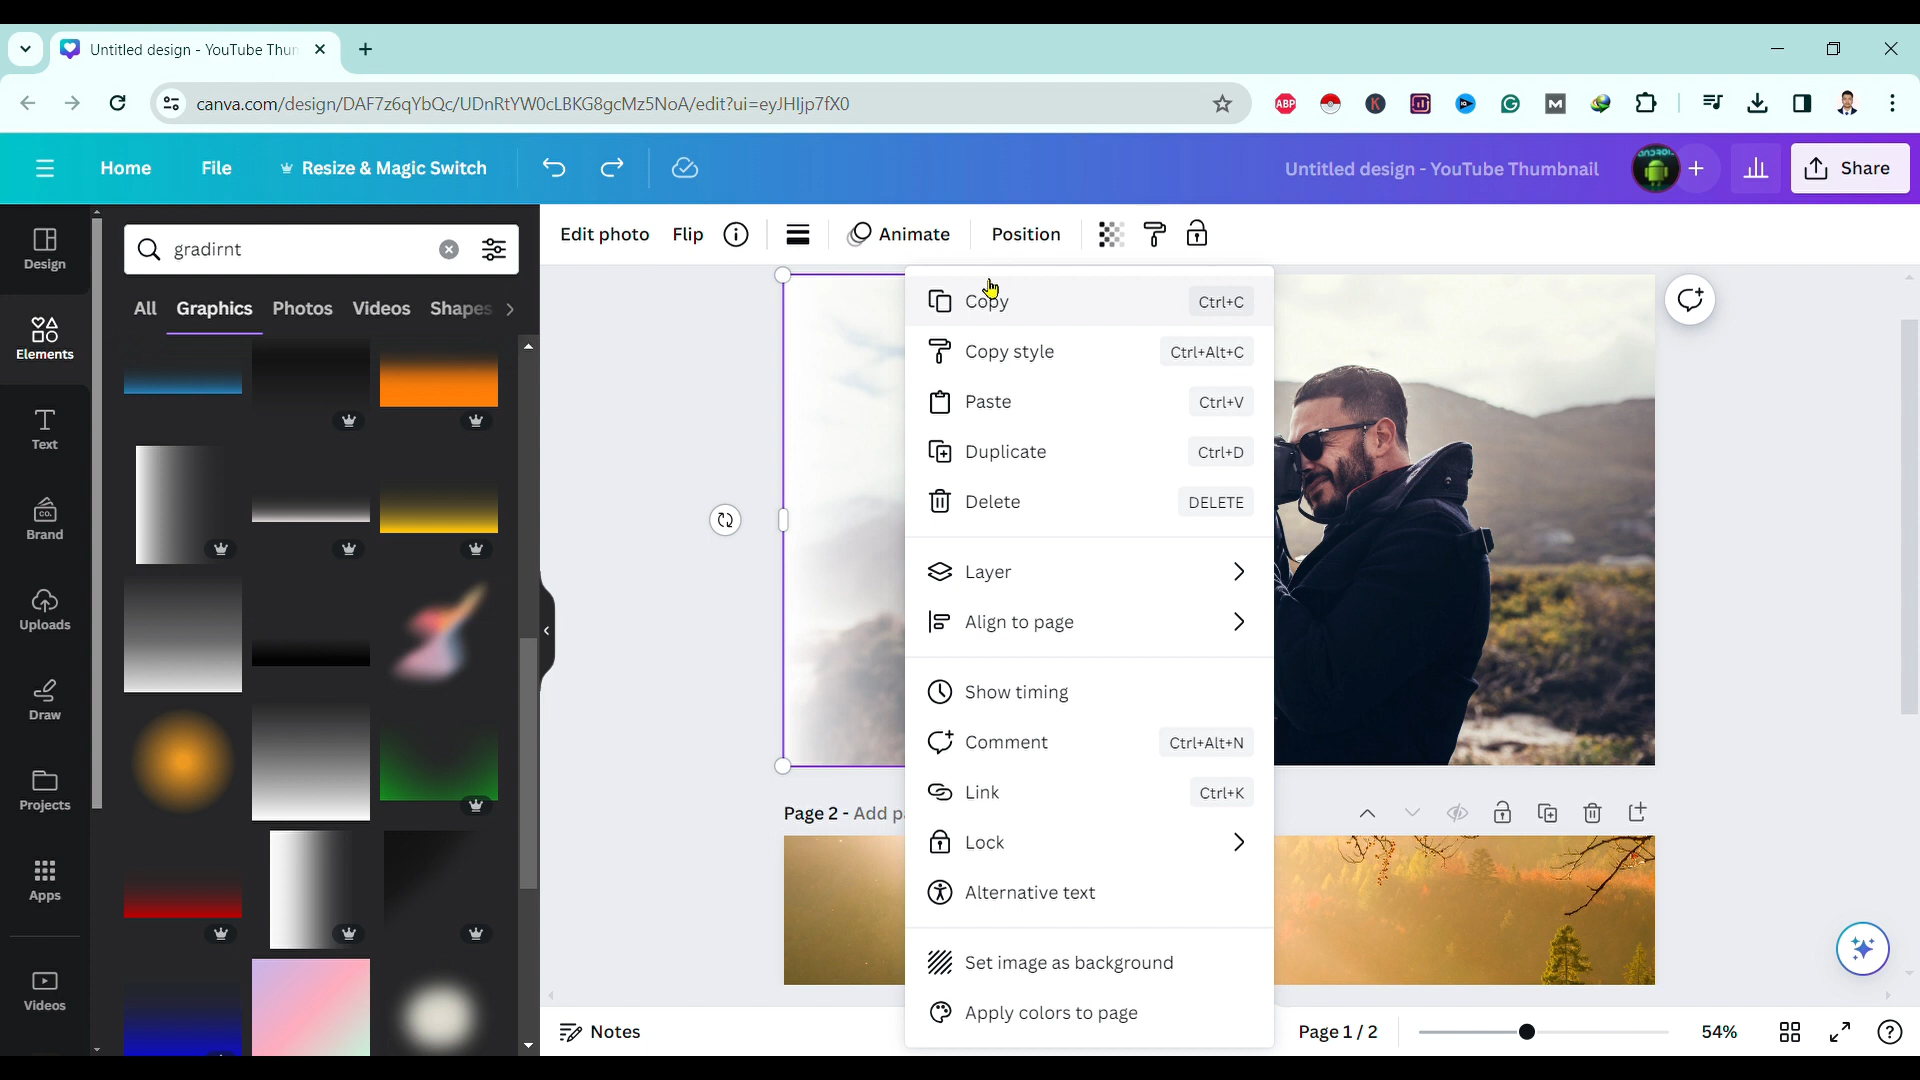 Untitled design - YouTube Thun
canva.com/design/DAF7z6qYbQc/UDnRtYW0cLBKG8gcMz5NoA/edit?ui=eyJHIjp7fX0
ABP K M
Home File Resize & Magic Switch Untitled design - YouTube Thumbnail ANDROI Share
Design
Elements
Text
CO.
Brand
Uploads
Draw
Projects
Apps
Videos
gradirnt
All Graphics Photos Videos Shapes
Edit photo Flip Animate Position
Copy Ctrl+C
Copy style Ctrl+Alt+C
Paste Ctrl+V
Duplicate Ctrl+D
Delete DELETE
Layer
Align to page
Show timing
Comment Ctrl+Alt+N
Link Ctrl+K
Lock
Alternative text
Set image as background
Apply colors to page
Page 2 - Add p
Notes Page 1 / 2 54%